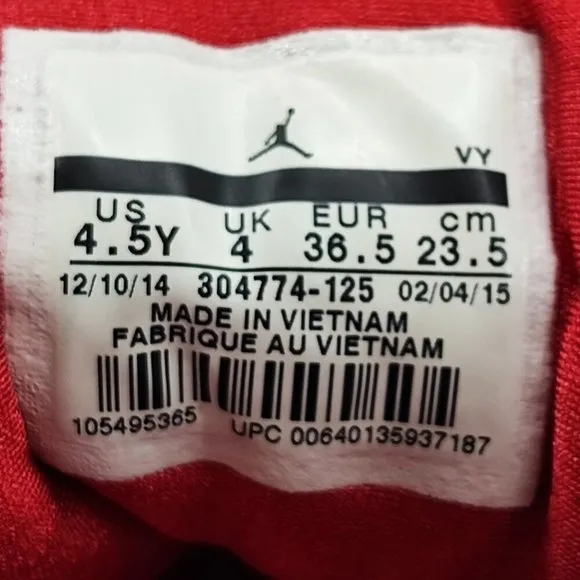 VY
US UK EUR cm
4.5Y 4 36.5 23.5
12/10/14 304774-125 02/04/15
MADE IN VIETNAM
FABRIQUE AU VIETNAM
105495365 UPC 00640135937187